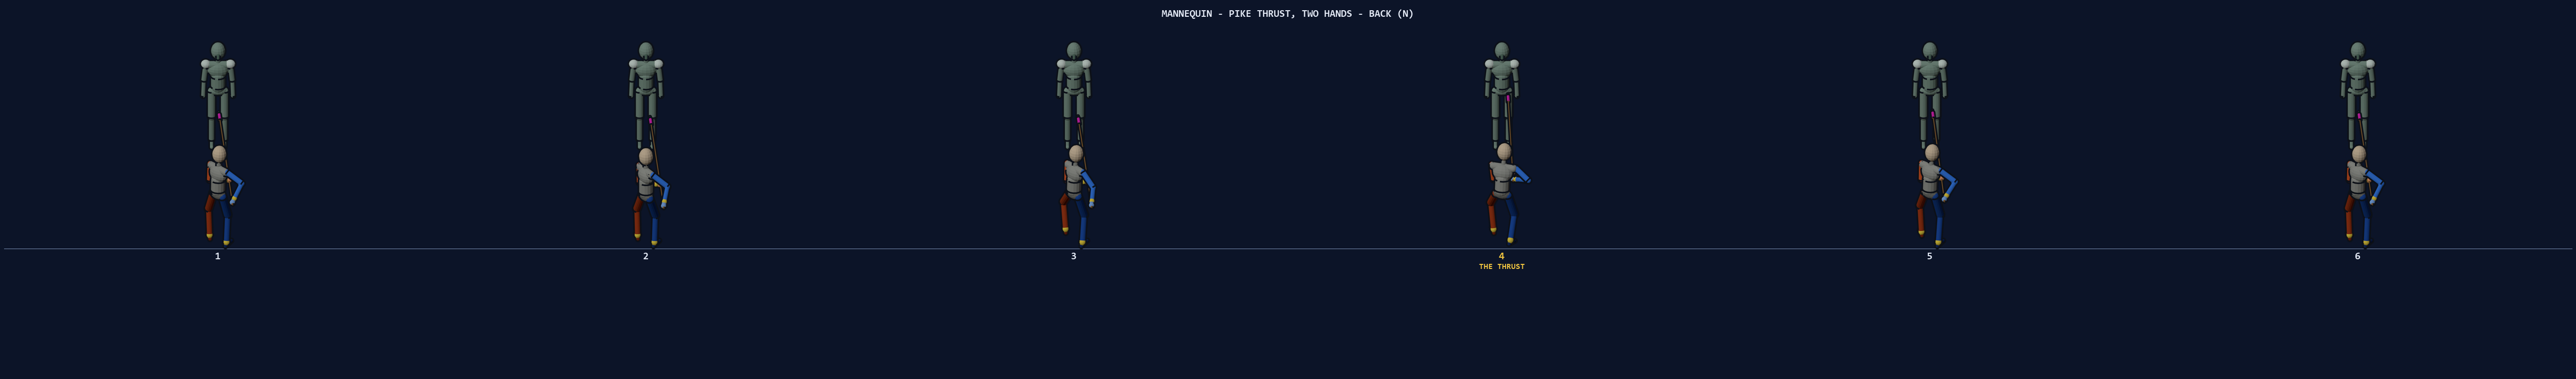 MANNEQUIN - PIKE THRUST, TWO HANDS - BACK (N)
1 2 3 4 5 6
THE THRUST